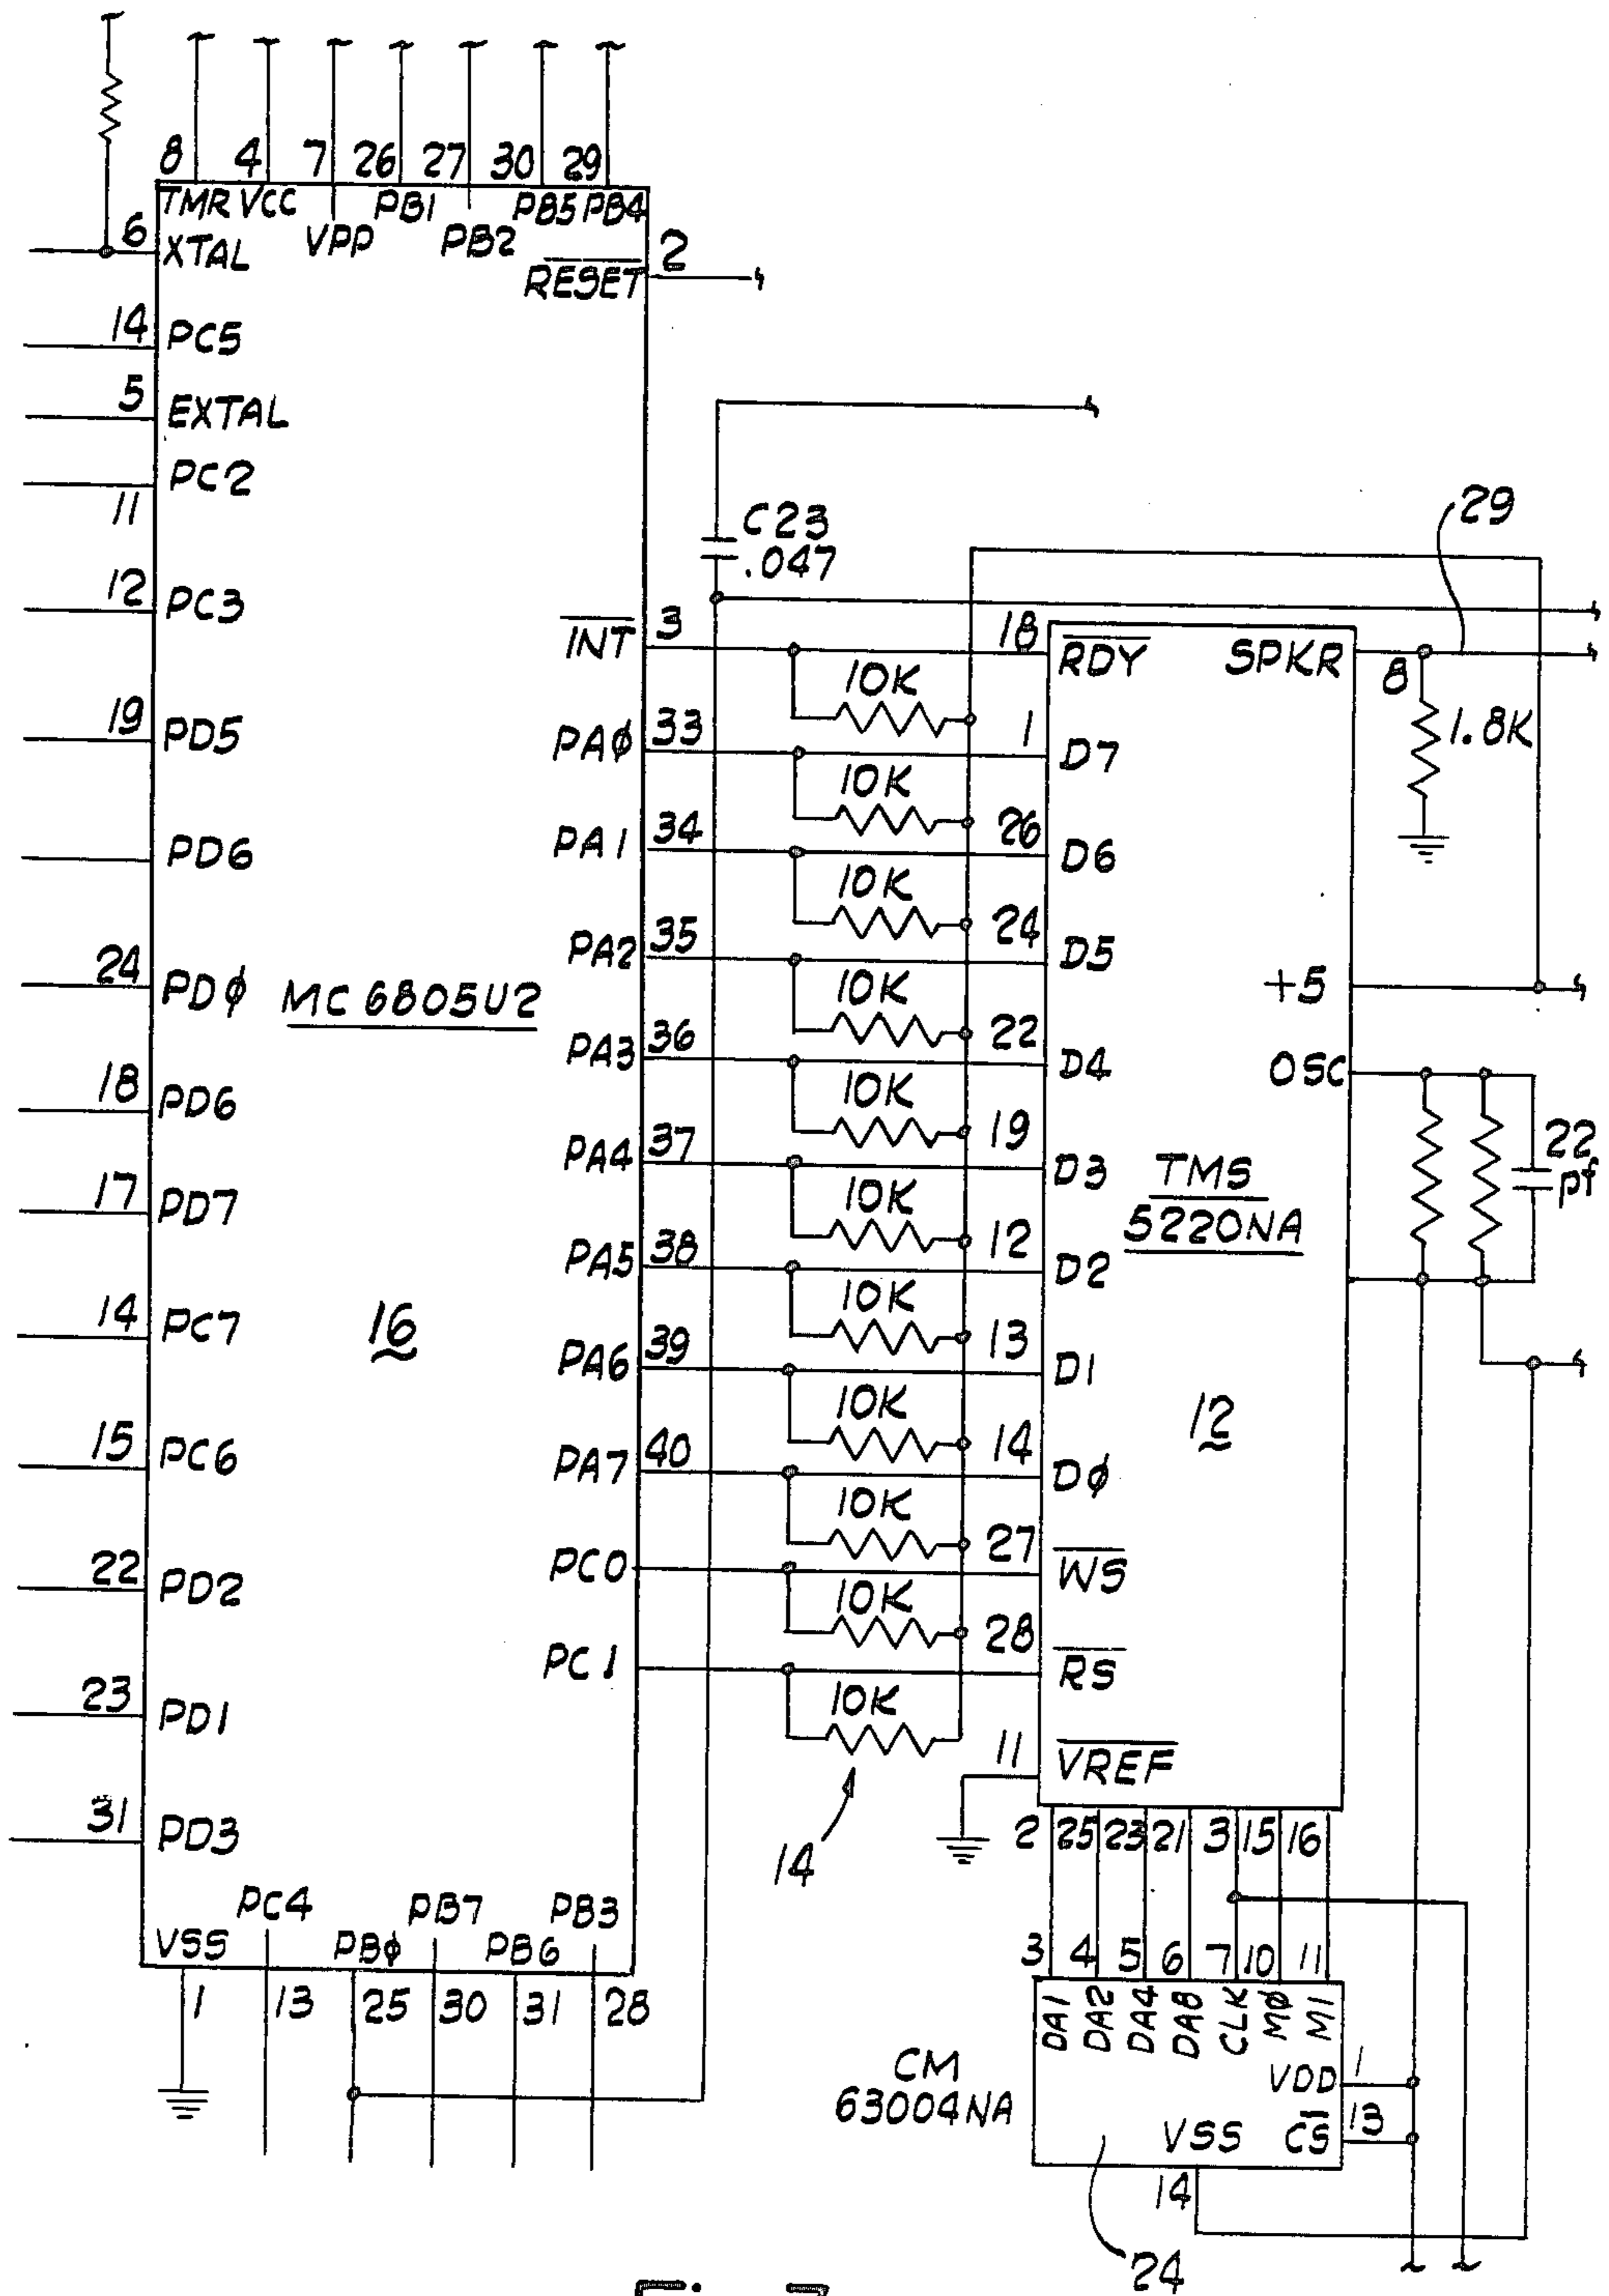 8 4 7 26 27 30 29
TMR VCC VPP PB1 PB2 PB5 PB4
6 XTAL
RESET 2
14 PC5
5 EXTAL
PC2
11
12 PC3
19 PD5
PD6
24 PDϕ
18 PD6
17 PD7
14 PC7
15 PC6
22 PD2
23 PD1
31 PD3
MC 6805U2
16
C23
.047
29
INT 3
PAϕ 33
PA1 34
PA2 35
PA3 36
PA4 37
PA5 38
PA6 39
PA7 40
PC0
PC1
10K
10K
10K
10K
10K
10K
10K
10K
10K
10K
10K
14
18 RDY
1 D7
26 D6
24 D5
22 D4
19 D3
12 D2
13 D1
14 Dϕ
27 WS
28 RS
11 VREF
SPKR 8
1.8K
+5
OSC
22
pf
TMS
5220NA
12
VSS PC4 PBϕ PB7 PB6 PB3
1 13 25 30 31 28
2 25 23 21 3 15 16
3 4 5 6 7 10 11
DA1 DA2 DA4 DA8 CLK Mϕ M1
CM
63004NA
VDD 1
CS 13
VSS
14
24